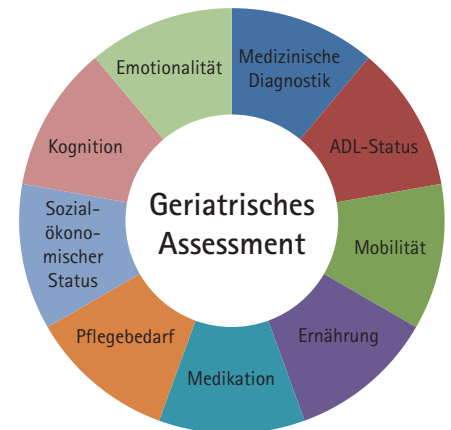 Geriatrisches
Assessment
Medizinische
Diagnostik
ADL-Status
Mobilität
Ernährung
Medikation
Pflegebedarf
Sozial-
ökono-
mischer
Status
Kognition
Emotionalität